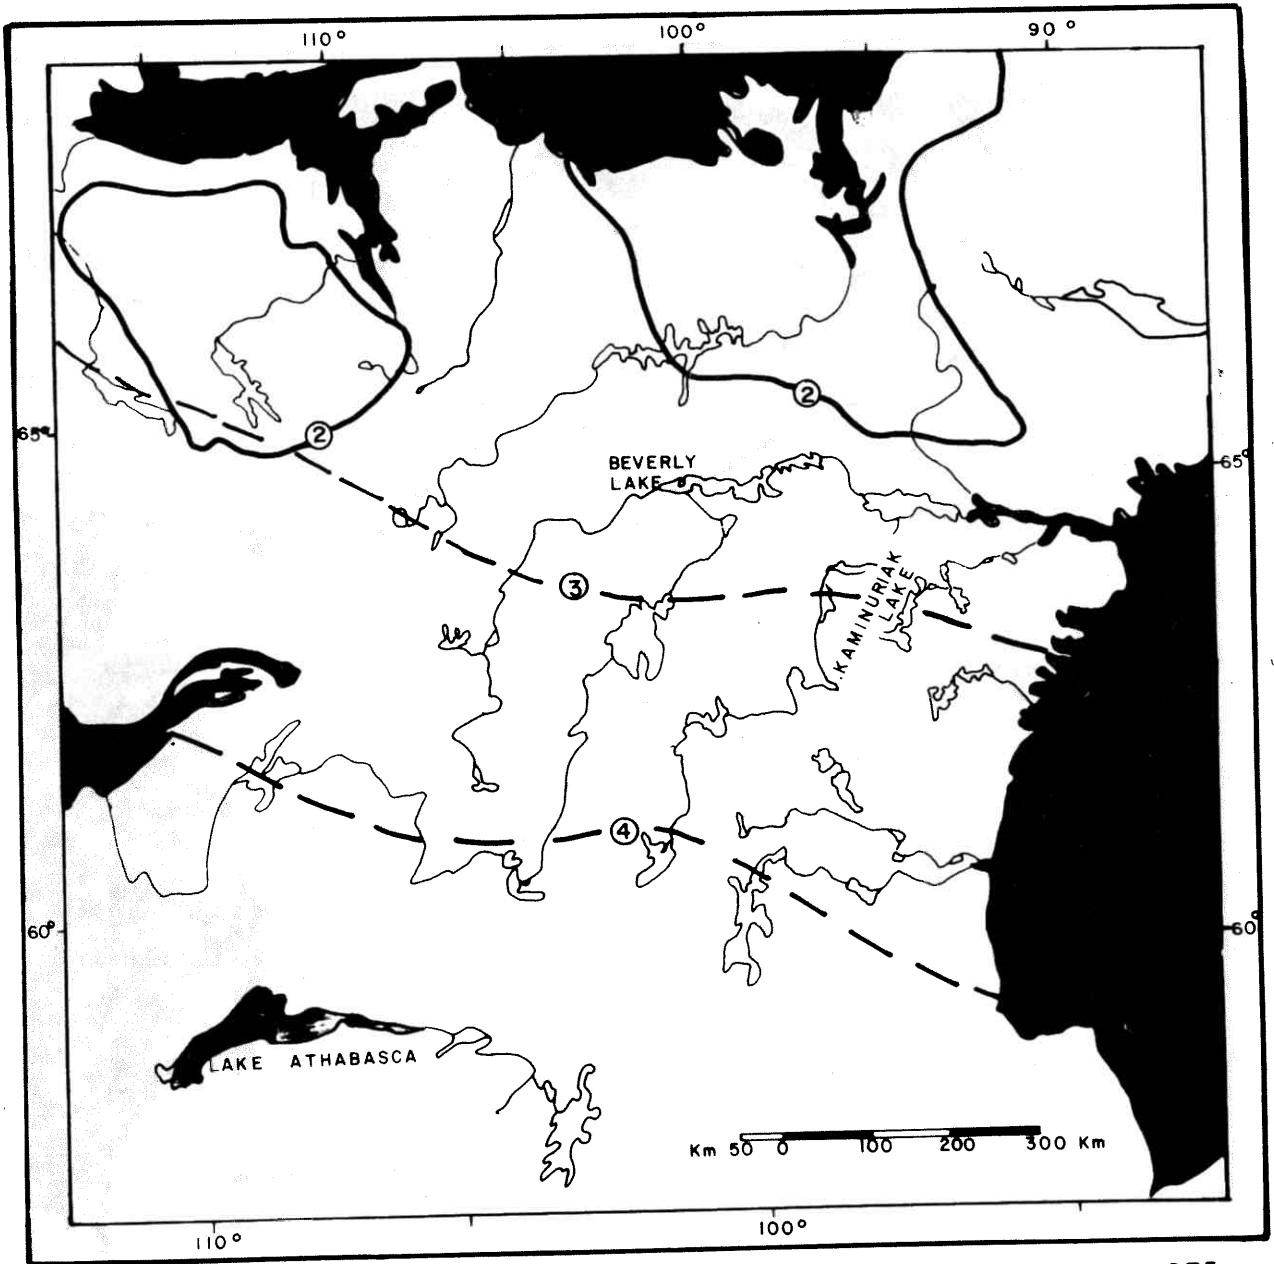 110° 100° 90°
65° 65°
② ②
BEVERLY
LAKE
③
KAMINURIAK
LAKE
④
60° 60°
LAKE ATHABASCA
Km 50 0 100 200 300 Km
110° 100°